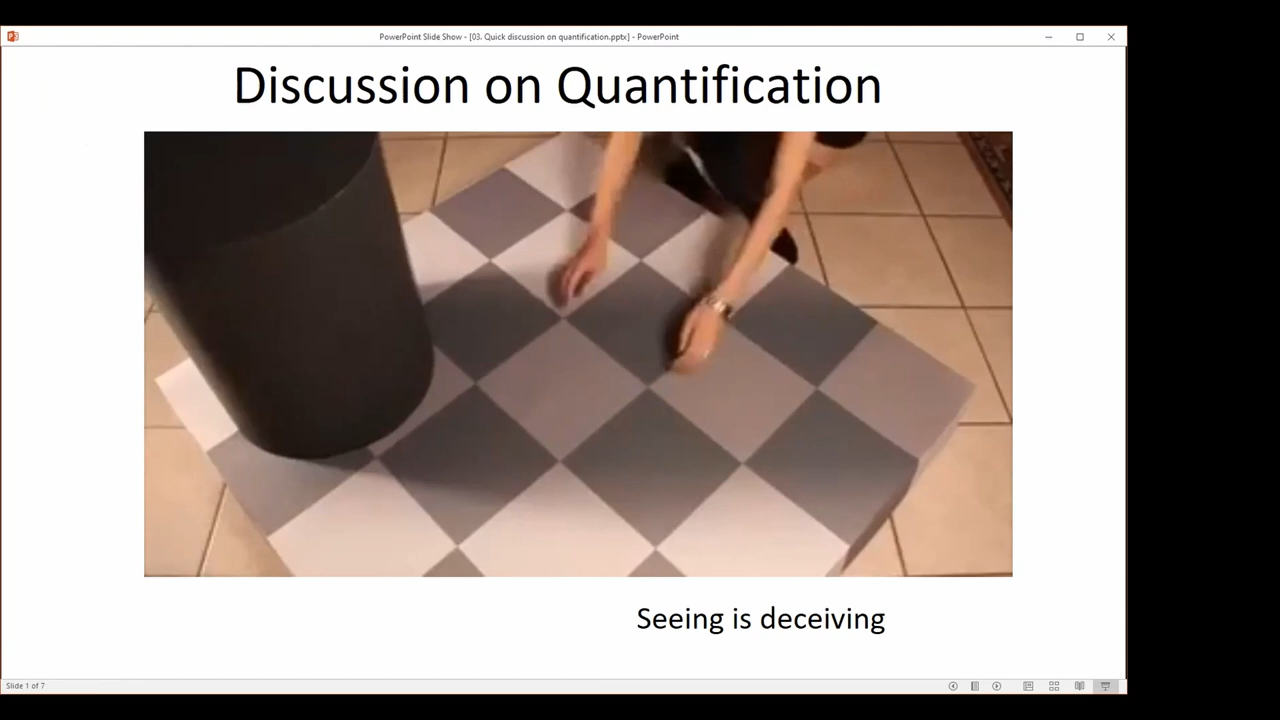 PowerPoint Slide Show - [03. Quick discussion on quantification.pptx] - PowerPoint
Discussion on Quantification
Seeing is deceiving
Slide 1 of 7